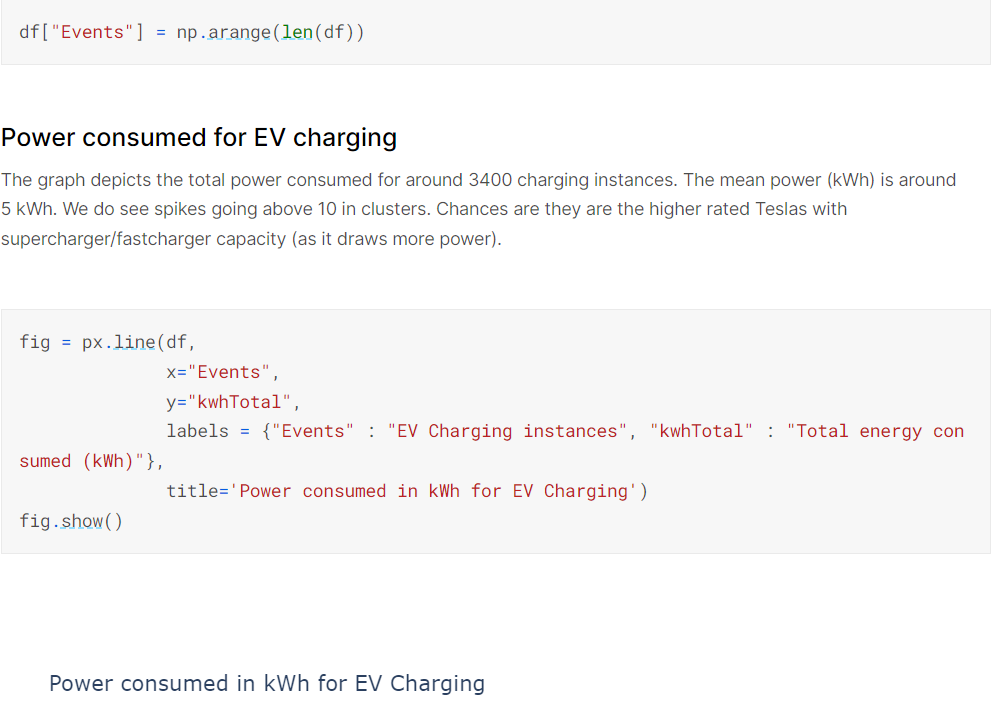 df["Events"] = np.arange(len(df))
Power consumed for EV charging
The graph depicts the total power consumed for around 3400 charging instances. The mean power (kWh) is around
5 kWh. We do see spikes going above 10 in clusters. Chances are they are the higher rated Teslas with
supercharger/fastcharger capacity (as it draws more power).
fig = px.line(df,
x="Events",
y="kwhTotal",
labels = {"Events" : "EV Charging instances", "kwhTotal" : "Total energy con
sumed (kWh)"},
title='Power consumed in kWh for EV Charging')
fig.show()
Power consumed in kWh for EV Charging